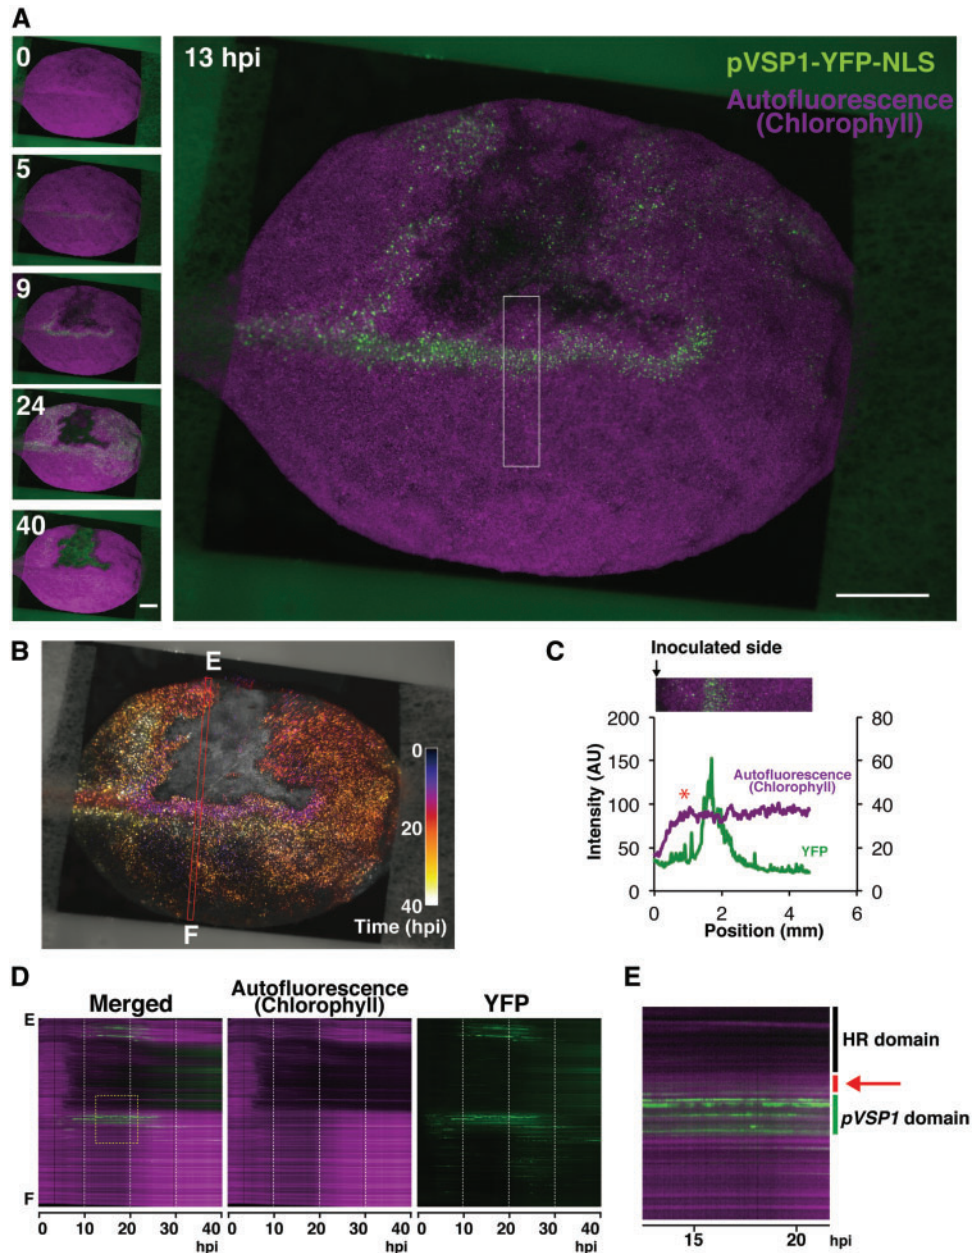 A
0
5
9
24
40
13 hpi
pVSP1-YFP-NLS
Autofluorescence
(Chlorophyll)
B
E
F
0
20
40
Time (hpi)
C
Inoculated side
200
150
100
50
0
Intensity (AU)
80
60
40
20
0
Autofluorescence
(Chlorophyll)
*
YFP
0 2 4 6
Position (mm)
D
Merged
Autofluorescence
(Chlorophyll)
YFP
E
F
0 10 20 30 40
hpi
0 10 20 30 40
hpi
0 10 20 30 40
hpi
E
HR domain
pVSP1 domain
15 20 hpi